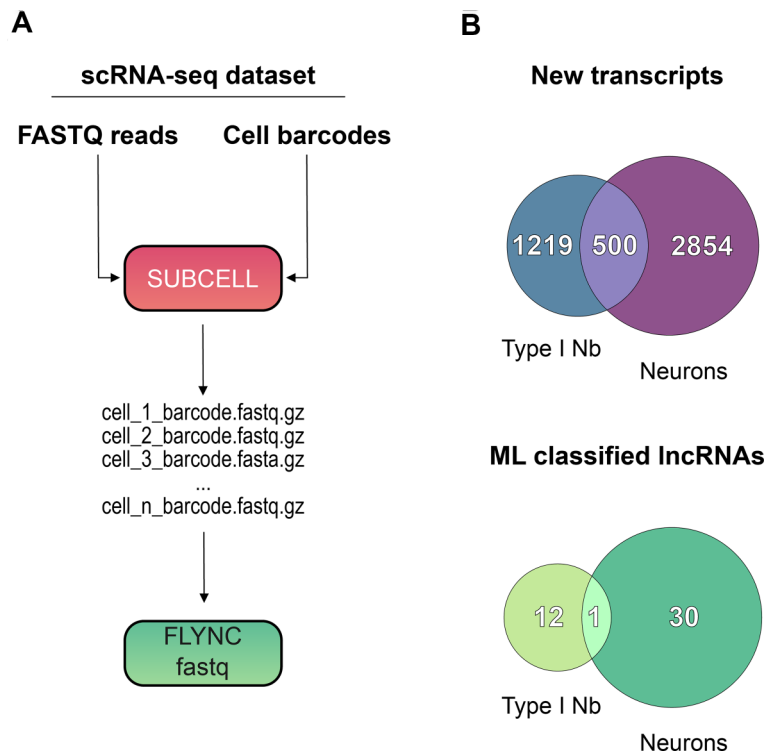 A
scRNA-seq dataset
FASTQ reads
Cell barcodes
SUBCELL
cell_1_barcode.fastq.gz
cell_2_barcode.fastq.gz
cell_3_barcode.fasta.gz
...
cell_n_barcode.fastq.gz
FLYNC
fastq
B
New transcripts
1219
500
2854
Type I Nb
Neurons
ML classified lncRNAs
12
1
30
Type I Nb
Neurons